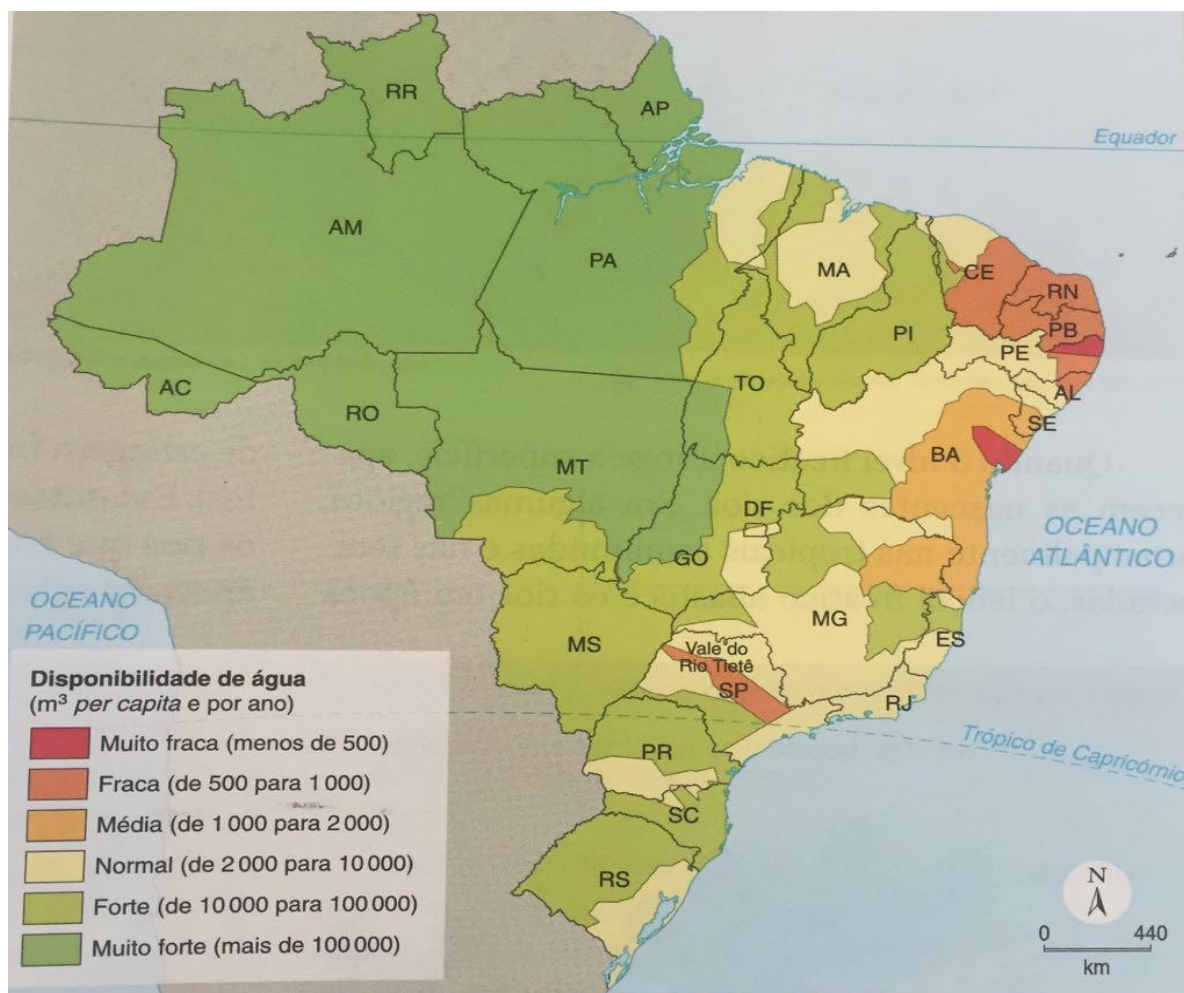 RR
AP
Equador
AM
PA
MA
CE
RN
PB
PI
PE
AC
TO
AL
RO
SE
BA
MT
DF
GO
OCEANO
ATLÂNTICO
OCEANO
PACÍFICO
MS
MG
ES
Vale do
Rio Tietê
SP
RJ
Trópico de Capricórnio
PR
SC
RS
Disponibilidade de água
(m³ per capita e por ano)
Muito fraca (menos de 500)
Fraca (de 500 para 1 000)
Média (de 1 000 para 2 000)
Normal (de 2 000 para 10 000)
Forte (de 10 000 para 100 000)
Muito forte (mais de 100 000)
N
0 440
km